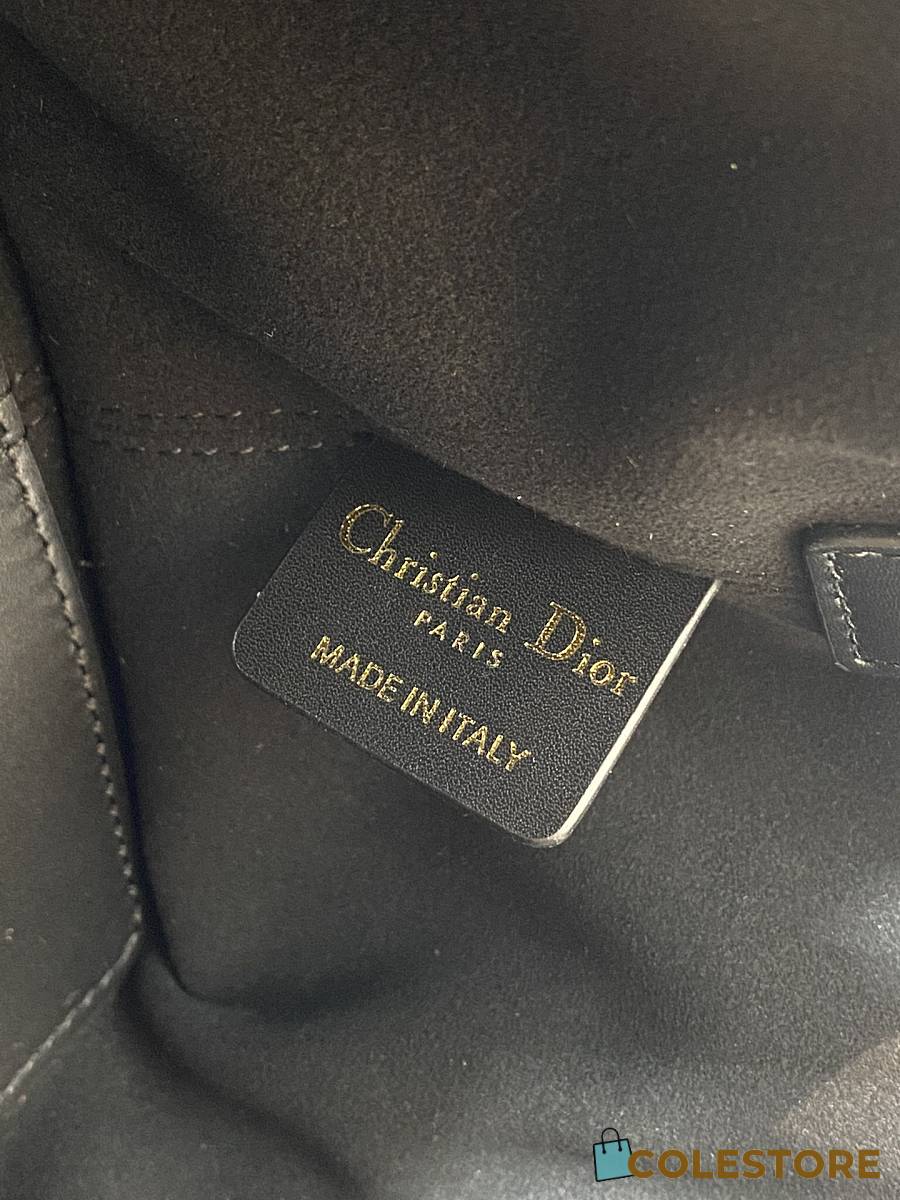 Christian Dior
PARIS
MADE IN ITALY
COLESTORE